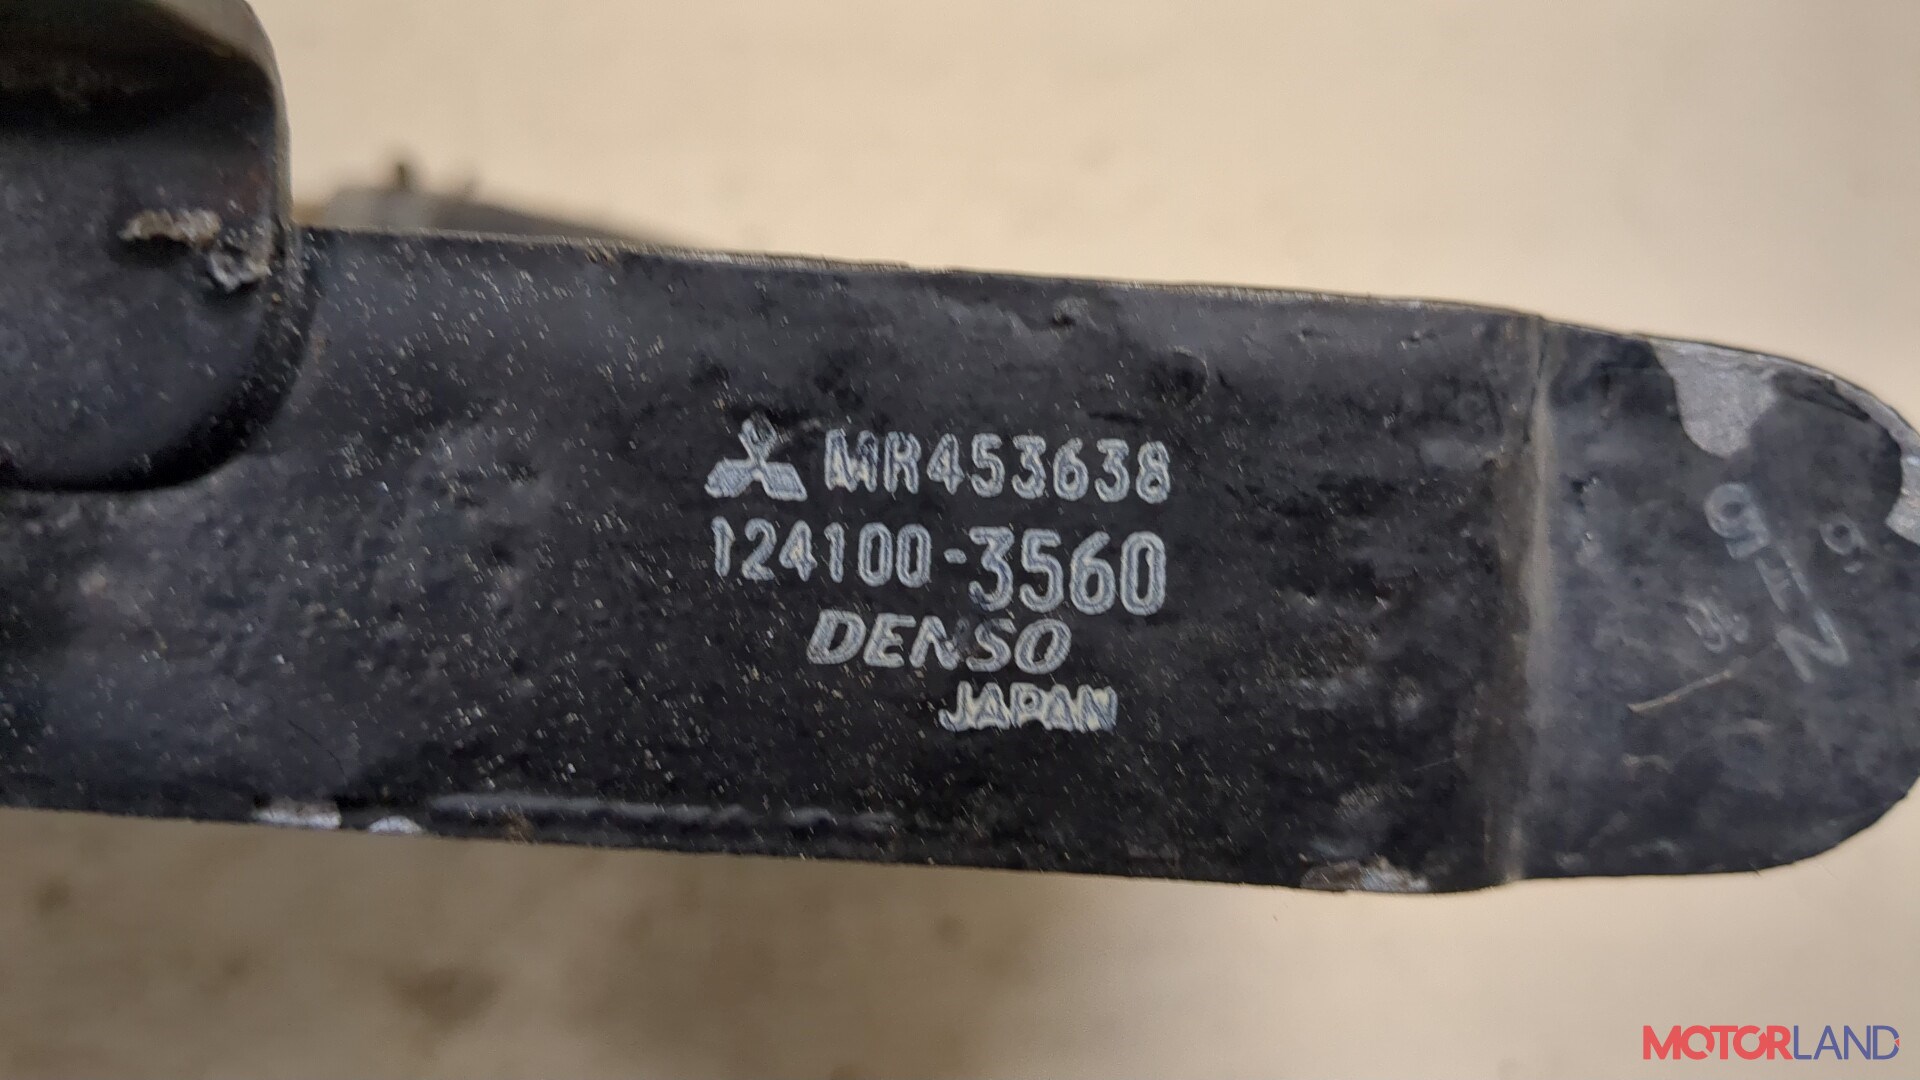 MR453638
124100-3560
DENSO
JAPAN
MOTORLAND